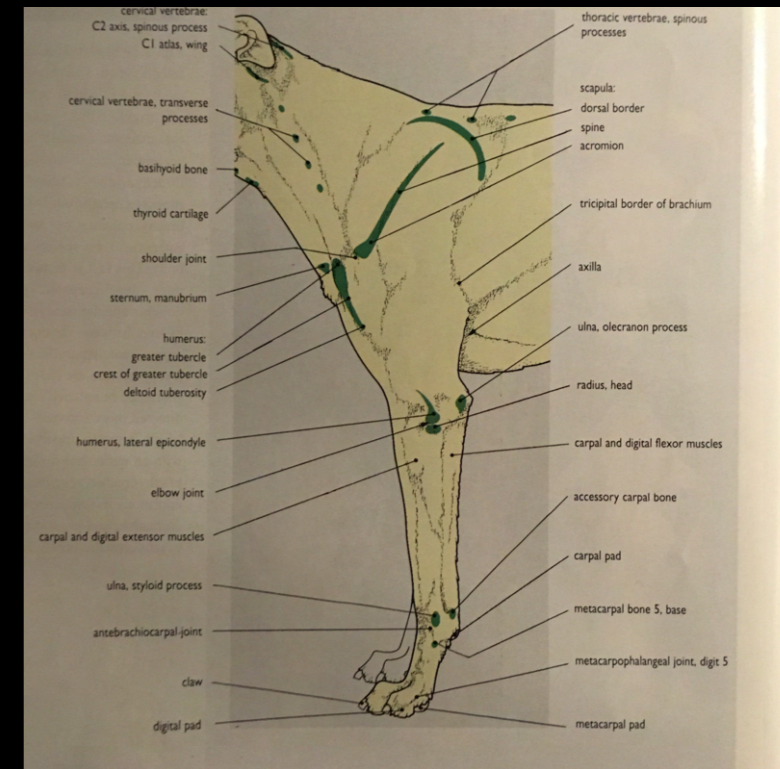 cervical vertebrae:
C2 axis, spinous process
C1 atlas, wing
cervical vertebrae, transverse
processes
basihyoid bone
thyroid cartilage
shoulder joint
sternum, manubrium
humerus:
greater tubercle
crest of greater tubercle
deltoid tuberosity
humerus, lateral epicondyle
elbow joint
carpal and digital extensor muscles
ulna, styloid process
antebrachiocarpal-joint
claw
digital pad
thoracic vertebrae, spinous
processes
scapula:
dorsal border
spine
acromion
tricipital border of brachium
axilla
ulna, olecranon process
radius, head
carpal and digital flexor muscles
accessory carpal bone
carpal pad
metacarpal bone 5, base
metacarpophalangeal joint, digit 5
metacarpal pad